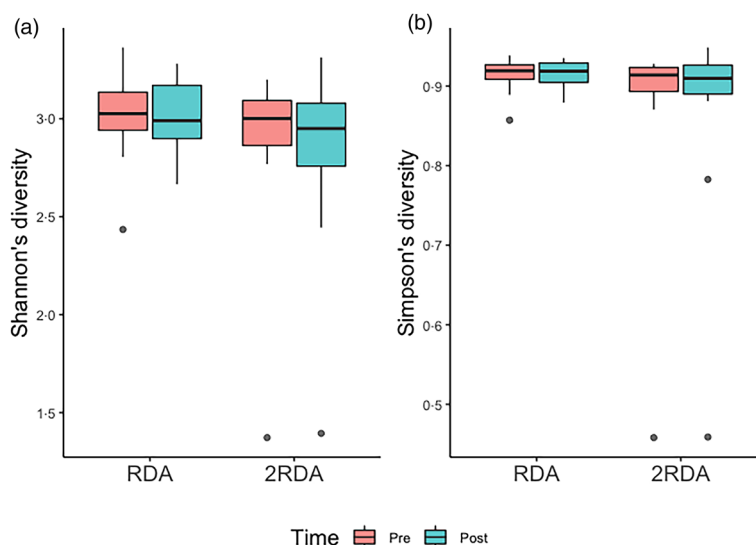 (a)
Shannon's diversity
3·0
2·5
2·0
1·5
RDA 2RDA
(b)
Simpson's diversity
0·9
0·8
0·7
0·6
0·5
RDA 2RDA
Time Pre Post